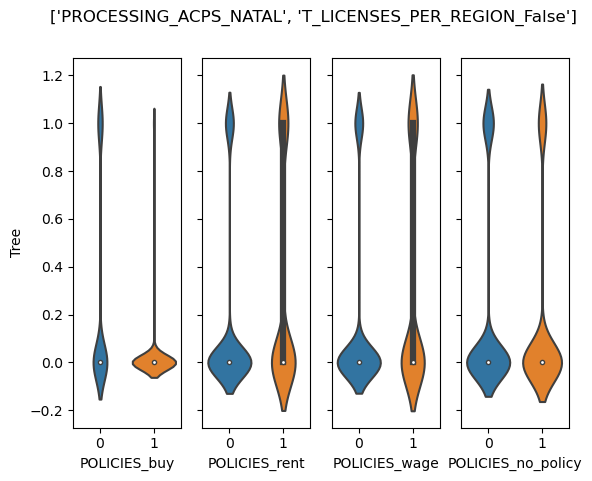 ['PROCESSING_ACPS_NATAL', 'T_LICENSES_PER_REGION_False']
Tree
1.2
1.0
0.8
0.6
0.4
0.2
0.0
−0.2
0 1 0 1 0 1 0 1
POLICIES_buy POLICIES_rent POLICIES_wage POLICIES_no_policy